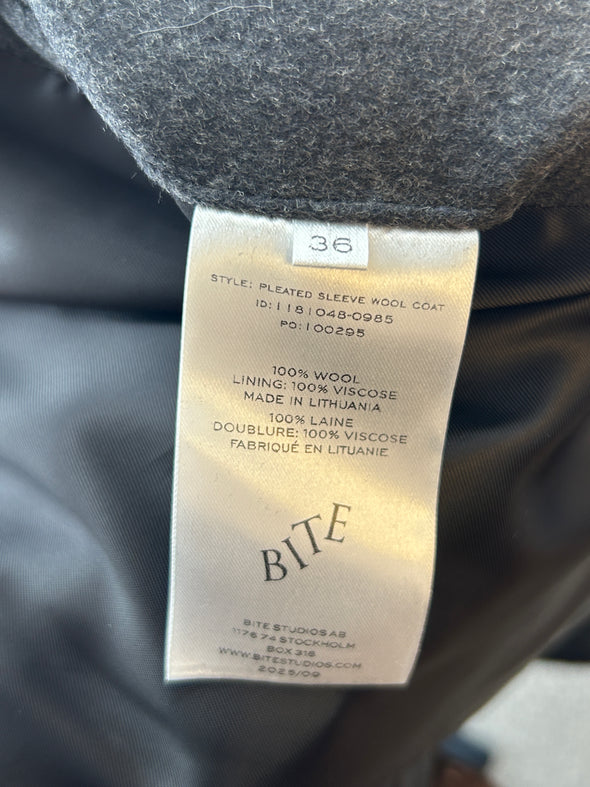 36
STYLE: PLEATED SLEEVE WOOL COAT
ID:1181048-0985
PO:100295
100% WOOL
LINING: 100% VISCOSE
MADE IN LITHUANIA
100% LAINE
DOUBLURE: 100% VISCOSE
FABRIQUÉ EN LITUANIE
BITE
BITE STUDIOS AB
1176 74 STOCKHOLM
BOX 316
WWW.BITESTUDIOS.COM
2025/09